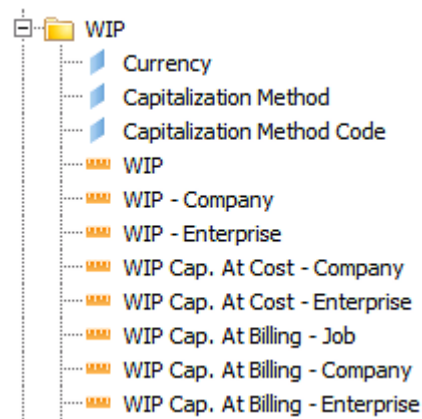 WIP
Currency
Capitalization Method
Capitalization Method Code
WIP
WIP - Company
WIP - Enterprise
WIP Cap. At Cost - Company
WIP Cap. At Cost - Enterprise
WIP Cap. At Billing - Job
WIP Cap. At Billing - Company
WIP Cap. At Billing - Enterprise